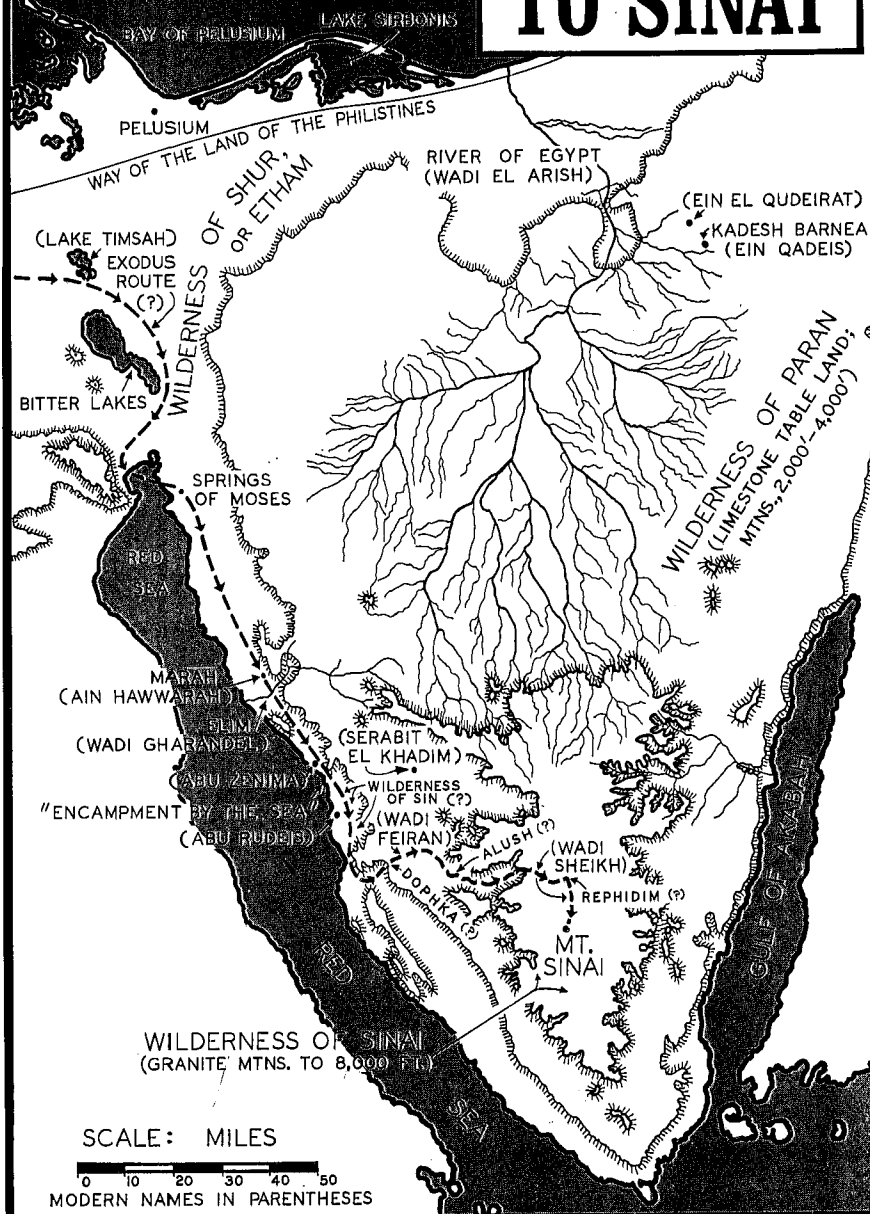 TO SINAI
LAKE SIRBONIS
BAY OF PELUSIUM
PELUSIUM
WAY OF THE LAND OF THE PHILISTINES
RIVER OF EGYPT
(WADI EL ARISH)
WILDERNESS OF SHUR,
OR ETHAM
(EIN EL QUDEIRAT)
KADESH BARNEA
(EIN QADEIS)
(LAKE TIMSAH)
EXODUS
ROUTE
(?)
BITTER LAKES
WILDERNESS OF PARAN
(LIMESTONE TABLE LAND;
MTNS., 2,000'-4,000')
SPRINGS
OF MOSES
RED
SEA
MARAH
(AIN HAWWARAH)
ELIM
(WADI GHARANDEL)
(SERABIT
EL KHADIM)
(ABU ZENIMA)
WILDERNESS
OF SIN (?)
"ENCAMPMENT BY THE SEA"
(ABU RUDEIS)
(WADI
FEIRAN)
ALUSH (?)
(WADI
SHEIKH)
DOPHKA (?)
REPHIDIM (?)
MT.
SINAI
GULF OF AKABAH
RED
SEA
WILDERNESS OF SINAI
(GRANITE MTNS. TO 8,000 FT.)
SCALE: MILES
0 10 20 30 40 50
MODERN NAMES IN PARENTHESES